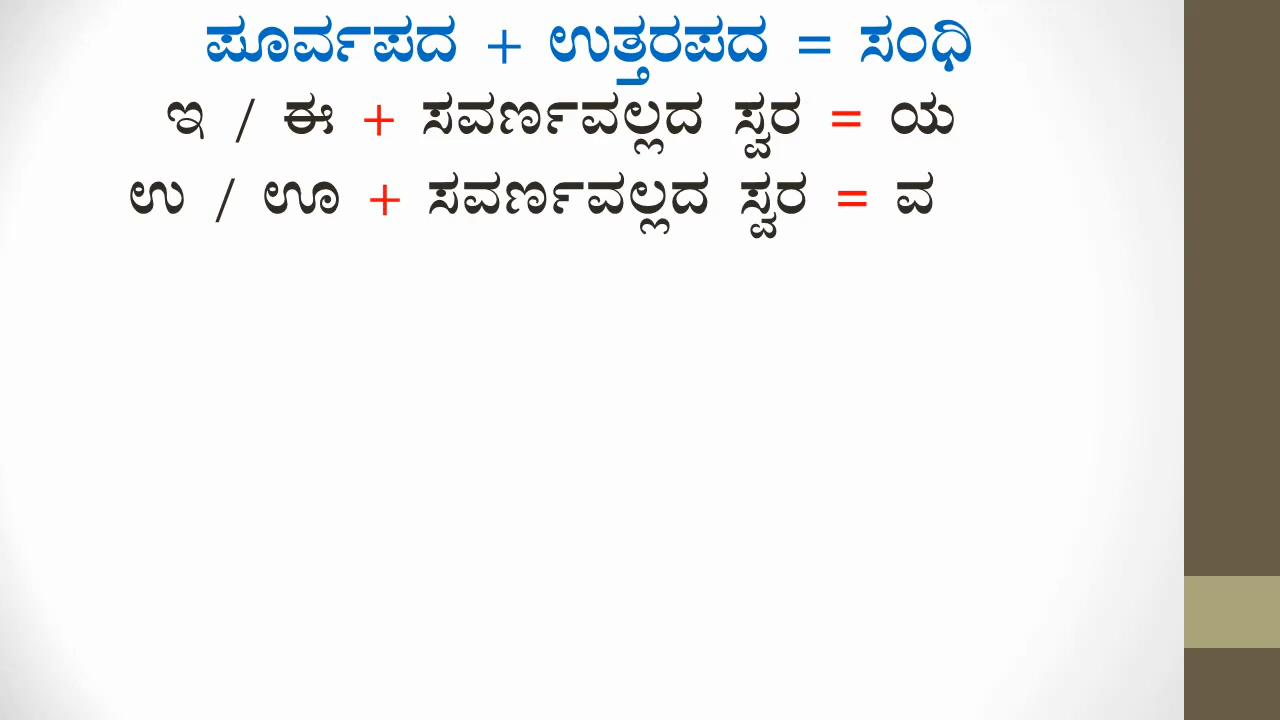 ಪೂರ್ವಪದ + ಉತ್ತರಪದ = ಸಂಧಿ
ಇ / ಈ + ಸವರ್ಣವಲ್ಲದ ಸ್ವರ = ಯ
ಉ / ಊ + ಸವರ್ಣವಲ್ಲದ ಸ್ವರ = ವ